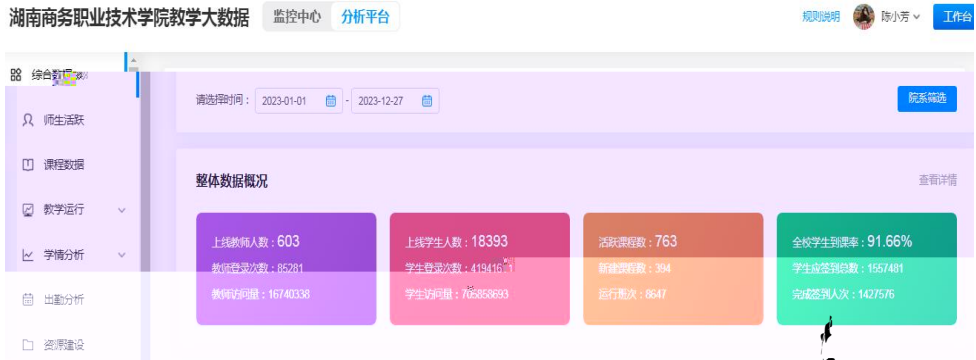 湖南商务职业技术学院教学大数据 监控中心 分析平台 规则说明 陈小芳 工作台
综合数据
师生活跃
课程数据
教学运行
学情分析
出勤分析
资源建设
请选择时间： 2023-01-01 - 2023-12-27 院系筛选
整体数据概况 查看详情
上线教师人数：603
教师登录次数：85281
教师访问量：16740338
上线学生人数：18393
学生登录次数：
学生访问量：705858693
活跃课程数：763
新建课程数：394
运行班次：8647
全校学生到课率：91.66%
学生应签到总数：1557481
完成签到人次：1427576